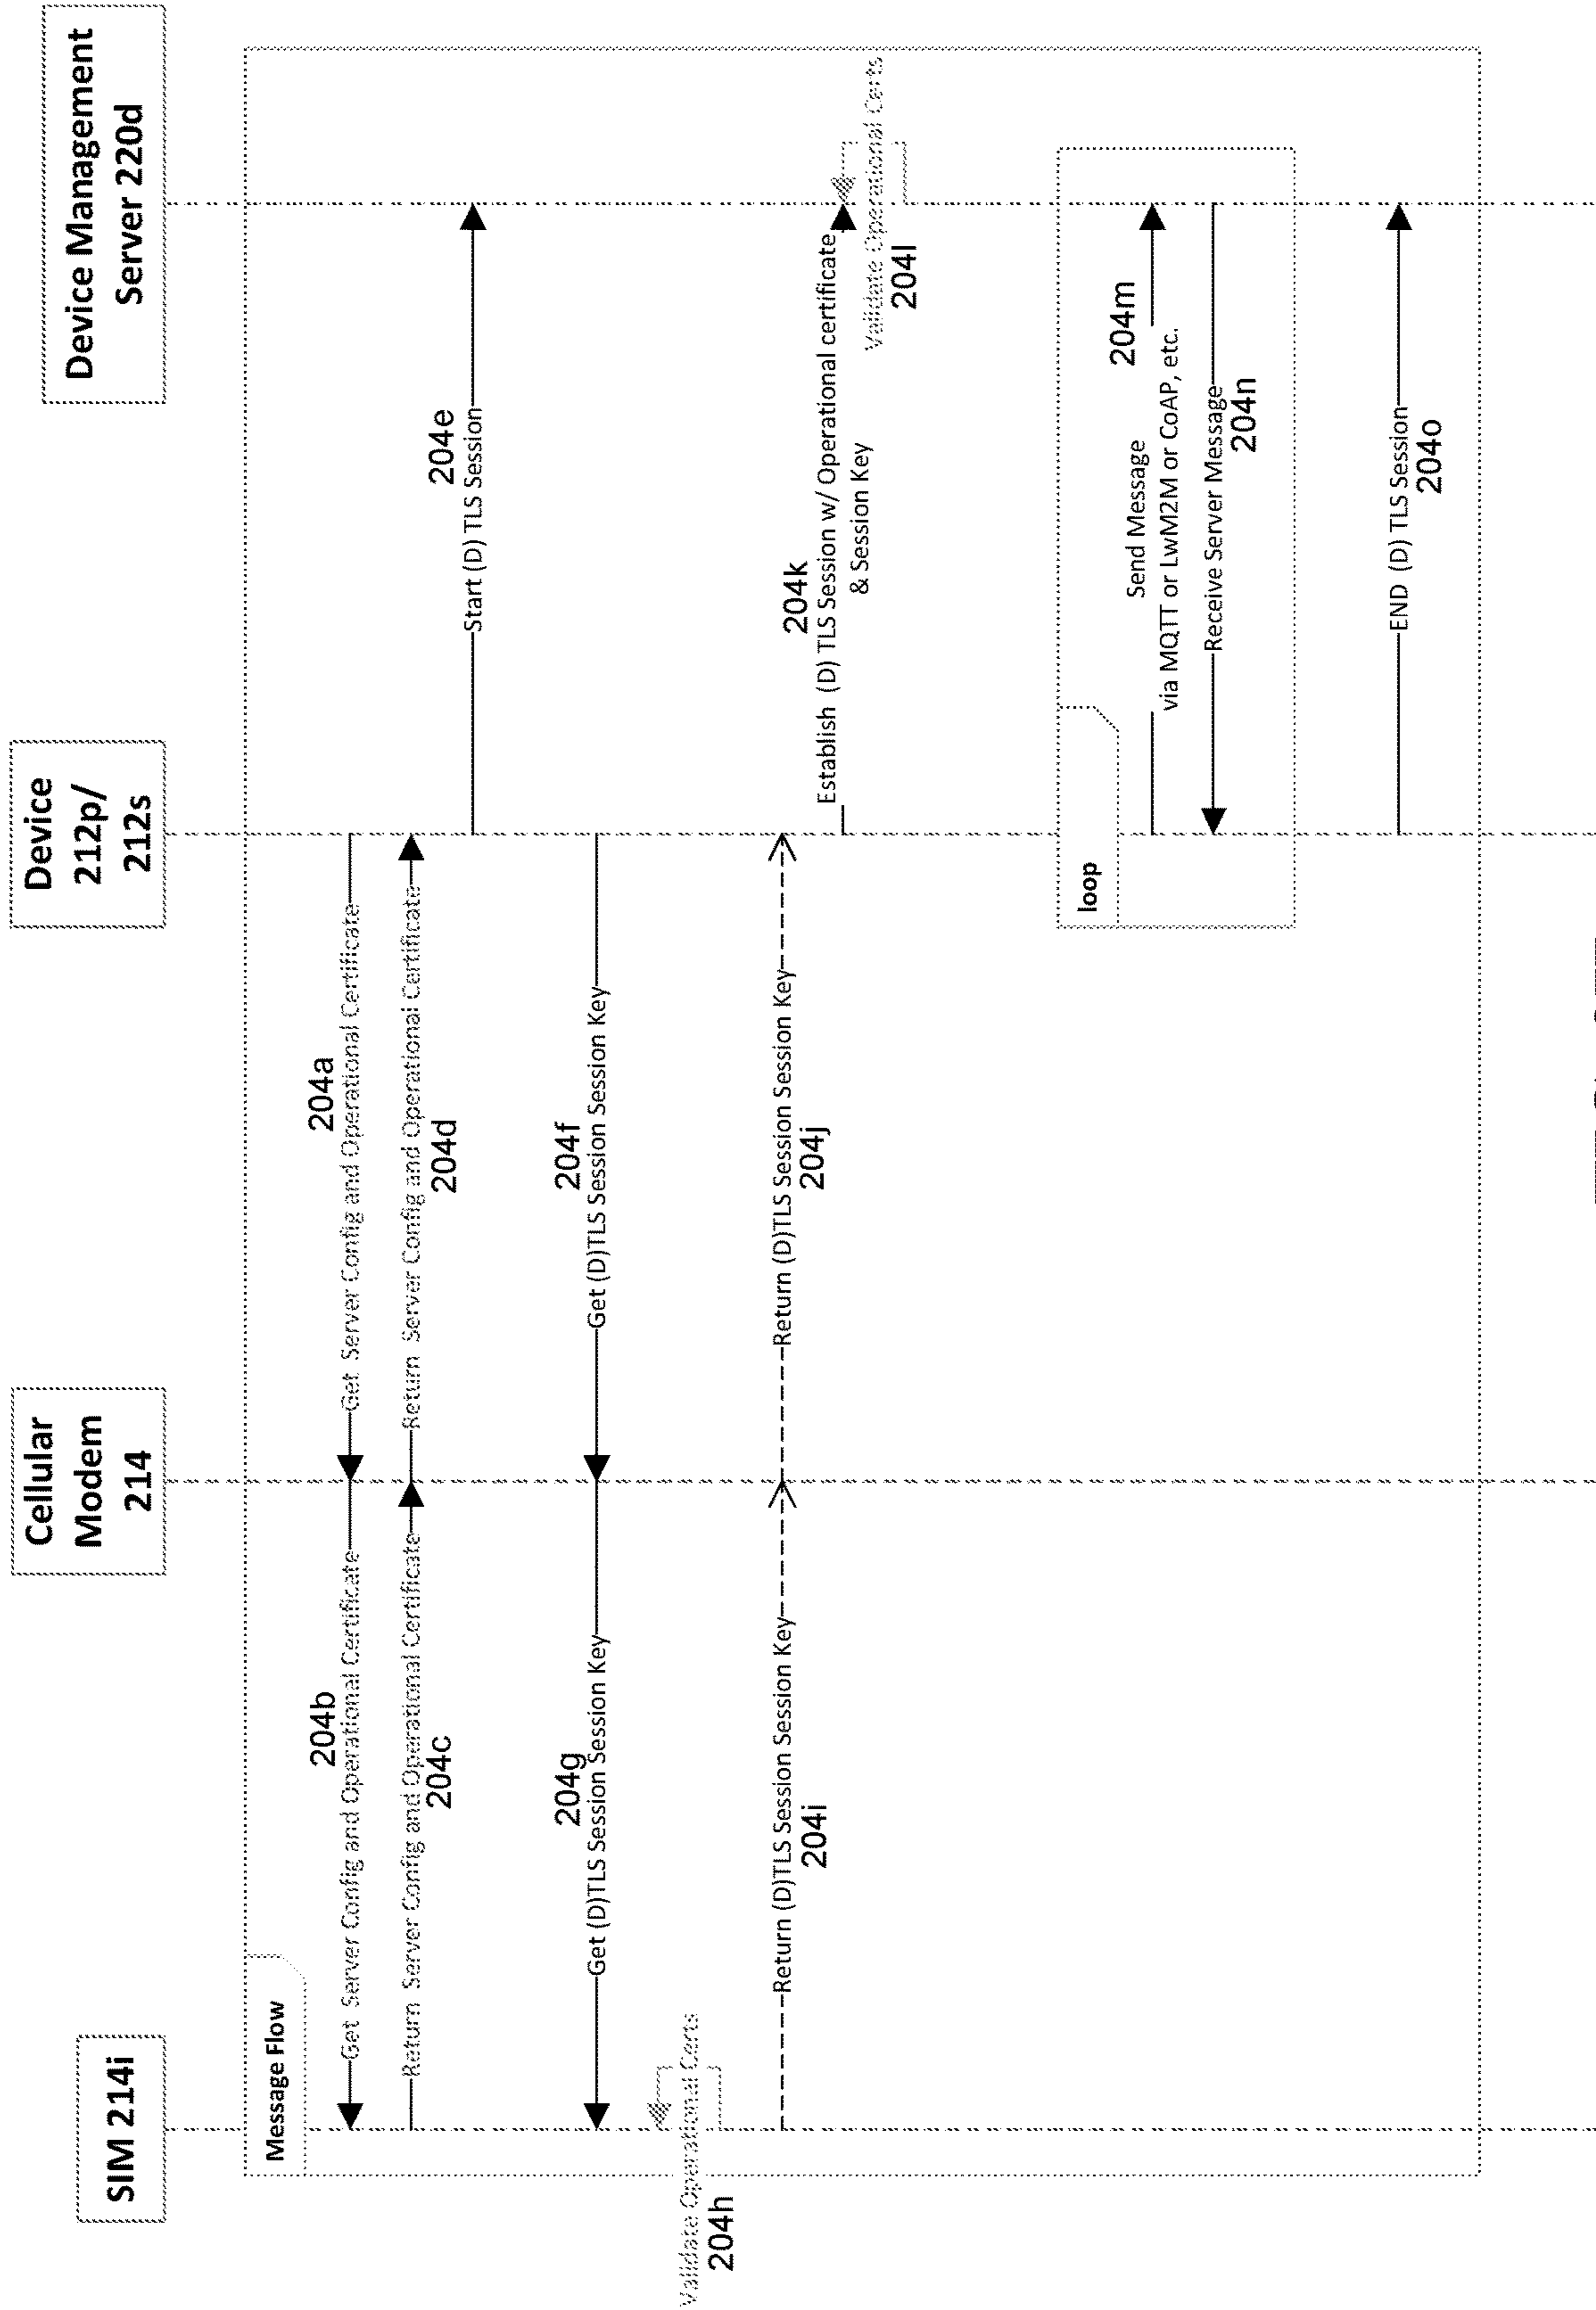 SIM 214i
Cellular
Modem
214
Device
212p/
212s
Device Management
Server 220d
Message Flow
204b
Get Server Config and Operational Certificate
204a
Get Server Config and Operational Certificate
Return Server Config and Operational Certificate
204c
Return Server Config and Operational Certificate
204d
204e
Start (D) TLS Session
204g
Get (D)TLS Session Session Key
204f
Get (D)TLS Session Session Key
Validate Operational Certs
204h
Return (D)TLS Session Session Key
204i
Return (D)TLS Session Session Key
204j
204k
Establish (D) TLS Session w/ Operational certificate
& Session Key
Validate Operational Certs
204l
loop
204m
Send Message
via MQTT or LwM2M or CoAP, etc.
Receive Server Message
204n
END (D) TLS Session
204o